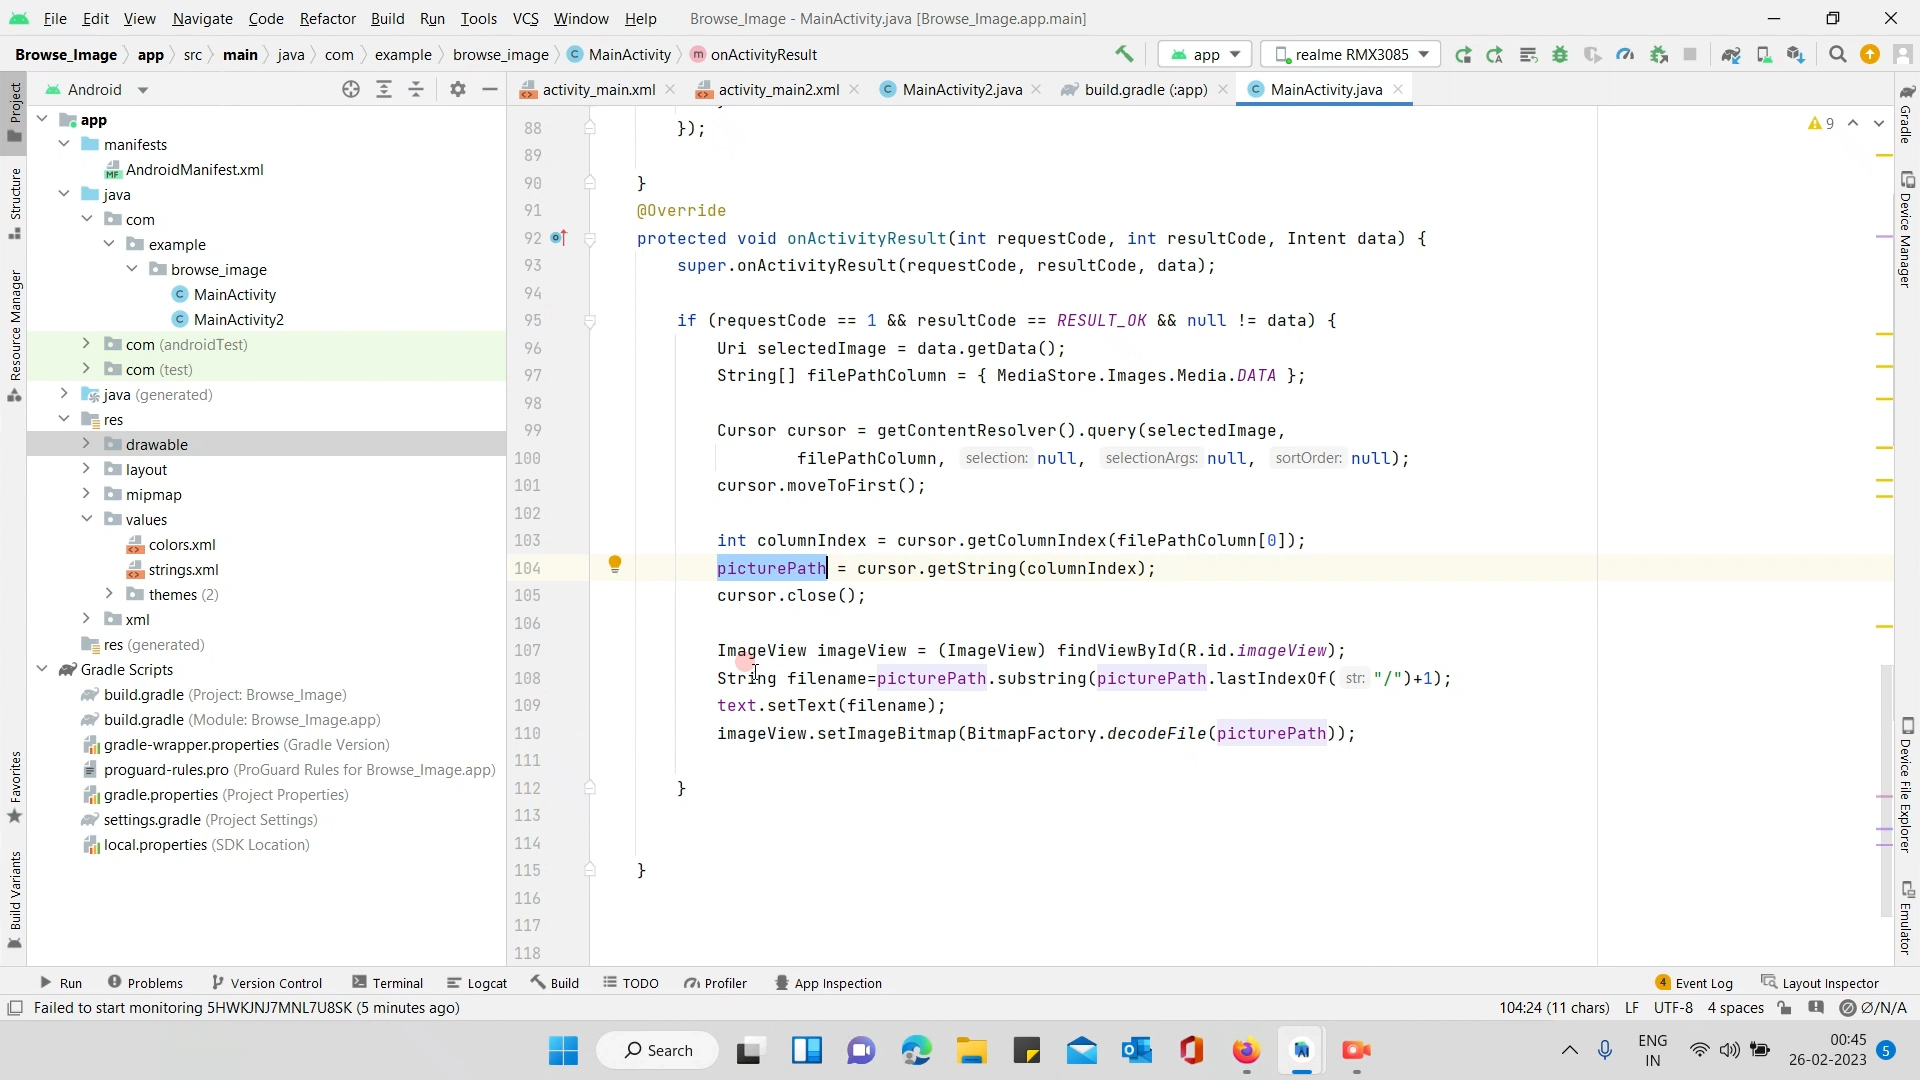 File Edit View Navigate Code Refactor Build Run Tools VCS Window Help Browse_Image - MainActivity.java [Browse_Image.app.main]
Browse_Image app src main java com example browse_image MainActivity onActivityResult app realme RMX3085
Android
activity_main.xml activity_main2.xml MainActivity2.java build.gradle (:app) MainActivity.java
Project
Structure
Resource Manager
Favorites
Build Variants
app
manifests
AndroidManifest.xml
java
com
example
browse_image
MainActivity
MainActivity2
com (androidTest)
com (test)
java (generated)
res
drawable
layout
mipmap
values
colors.xml
strings.xml
themes (2)
xml
res (generated)
Gradle Scripts
build.gradle (Project: Browse_Image)
build.gradle (Module: Browse_Image.app)
gradle-wrapper.properties (Gradle Version)
proguard-rules.pro (ProGuard Rules for Browse_Image.app)
gradle.properties (Project Properties)
settings.gradle (Project Settings)
local.properties (SDK Location)
9
88 });
89
90 }
91 @Override
92 protected void onActivityResult(int requestCode, int resultCode, Intent data) {
93 super.onActivityResult(requestCode, resultCode, data);
94
95 if (requestCode == 1 && resultCode == RESULT_OK && null != data) {
96 Uri selectedImage = data.getData();
97 String[] filePathColumn = { MediaStore.Images.Media.DATA };
98
99 Cursor cursor = getContentResolver().query(selectedImage,
100 filePathColumn, selection: null, selectionArgs: null, sortOrder: null);
101 cursor.moveToFirst();
102
103 int columnIndex = cursor.getColumnIndex(filePathColumn[0]);
104 picturePath = cursor.getString(columnIndex);
105 cursor.close();
106
107 ImageView imageView = (ImageView) findViewById(R.id.imageView);
108 String filename=picturePath.substring(picturePath.lastIndexOf( str: "/")+1);
109 text.setText(filename);
110 imageView.setImageBitmap(BitmapFactory.decodeFile(picturePath));
111
112 }
113
114
115 }
116
117
118
Gradle
Device Manager
Device File Explorer
Emulator
Run Problems Version Control Terminal Logcat Build TODO Profiler App Inspection 4 Event Log Layout Inspector
Failed to start monitoring 5HWKJNJ7MNL7U8SK (5 minutes ago) 104:24 (11 chars) LF UTF-8 4 spaces ∅/N/A
Search
ENG
IN
00:45
26-02-2023
5